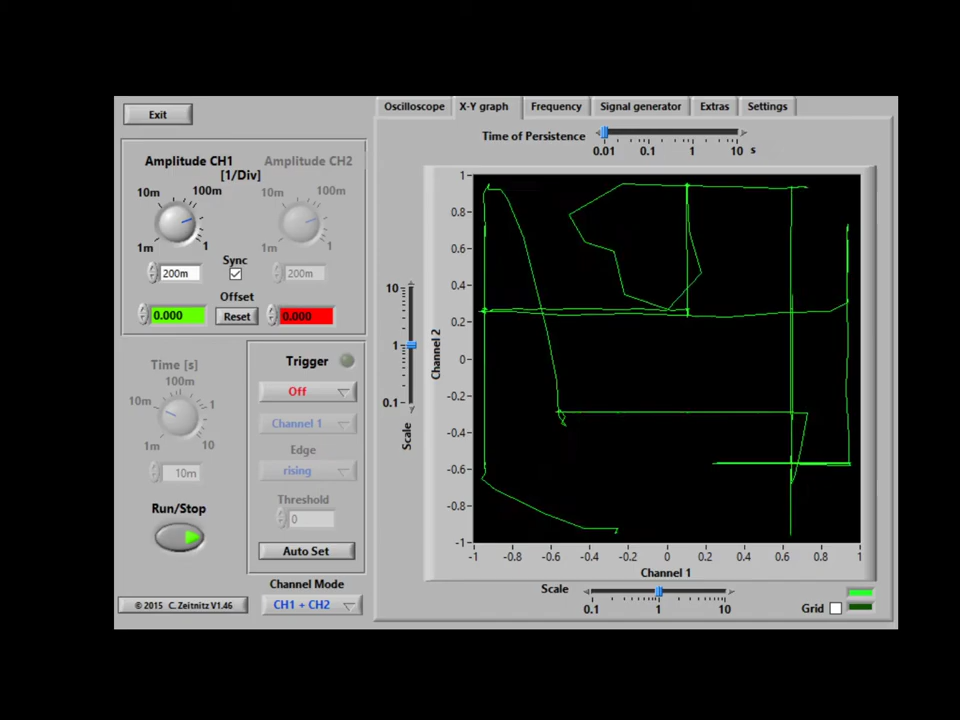 Exit
Oscilloscope X-Y graph Frequency Signal generator Extras Settings
Time of Persistence
0.01 0.1 1 10 s
Amplitude CH1 Amplitude CH2
[1/Div]
10m 100m 10m 100m
1m 1 1m 1
Sync
200m 200m
Offset
0.000 Reset 0.000
Time [s]
100m
10m 1
1m 10
10m
Run/Stop
Trigger
Off
Channel 1
Edge
rising
Threshold
0
Auto Set
Channel Mode
CH1 + CH2
© 2015 C. Zeitnitz V1.46
10
1
0.1
Scale
Channel 2
1
0.8
0.6
0.4
0.2
0
-0.2
-0.4
-0.6
-0.8
-1
-1 -0.8 -0.6 -0.4 -0.2 0 0.2 0.4 0.6 0.8 1
Channel 1
Scale
0.1 1 10
Grid